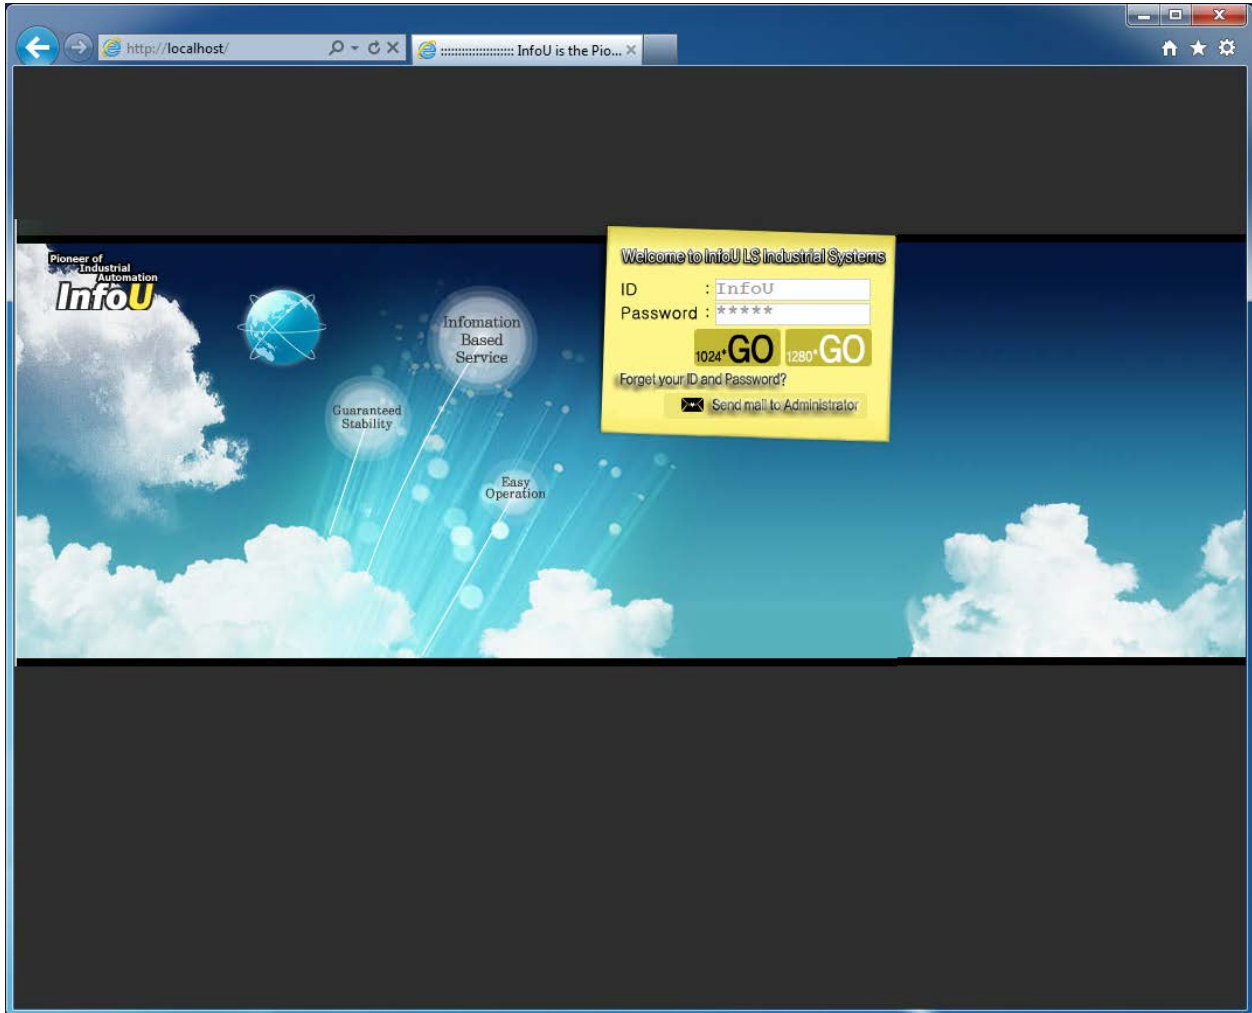 http://localhost/
:::::::::::::::::::: InfoU is the Pio...
Pioneer of
Industrial
Automation
InfoU
Infomation
Based
Service
Guaranteed
Stability
Easy
Operation
Welcome to InfoU LS Industrial Systems
ID : InfoU
Password : *****
1024*GO 1280*GO
Forget your ID and Password?
Send mail to Administrator